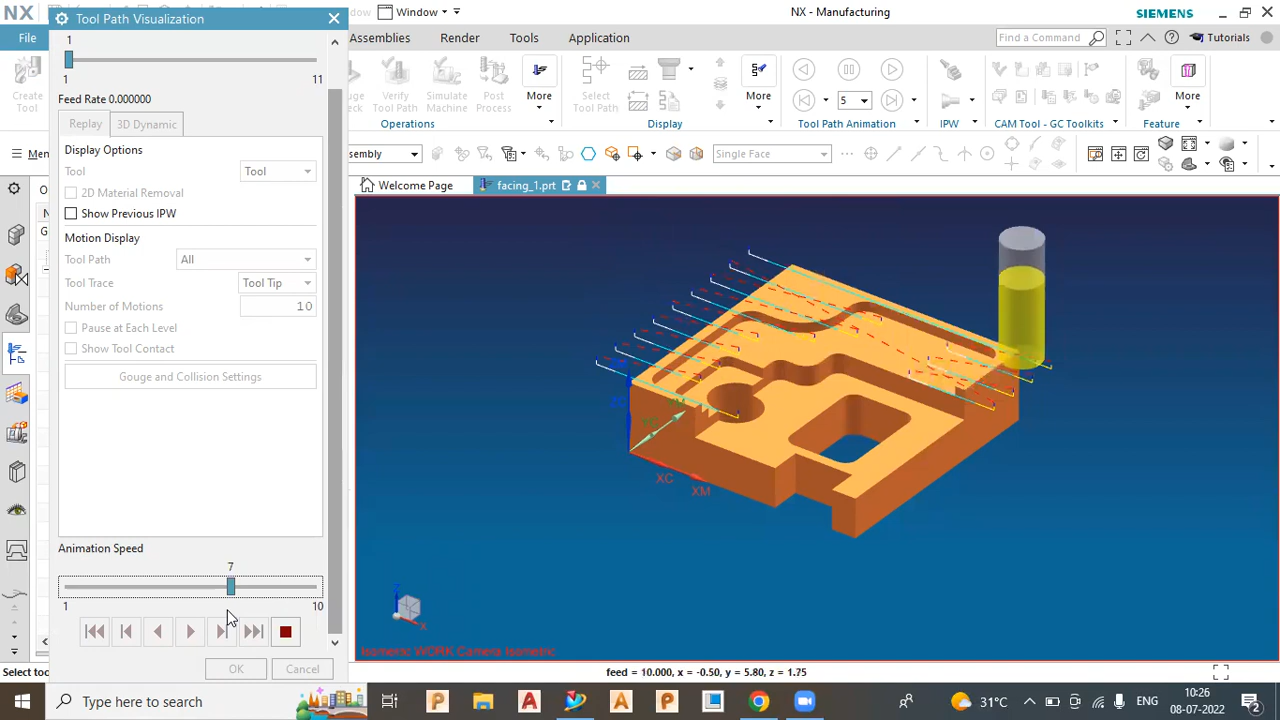 NX
Tool Path Visualization
Window
NX - Manufacturing
SIEMENS
File
Assemblies
Render
Tools
Application
Find a Command
Tutorials
Create
Tool
Verify
Tool Path
Simulate
Machine
Post
Process
More
Select
Tool Path
More
5
More
Operations
Display
Tool Path Animation
IPW
CAM Tool - GC Toolkits
Feature
Single Face
Welcome Page
facing_1.prt
1
1
11
Feed Rate 0.000000
Replay
3D Dynamic
Display Options
Tool
Tool
2D Material Removal
Show Previous IPW
Motion Display
Tool Path
All
Tool Trace
Tool Tip
Number of Motions
10
Pause at Each Level
Show Tool Contact
Gouge and Collision Settings
Animation Speed
7
1
10
OK
Cancel
XC
XM
Isometric WORK Camera Isometric
feed = 10.000, x = -0.50, y = 5.80, z = 1.75
Type here to search
31°C
ENG
10:26
08-07-2022
2